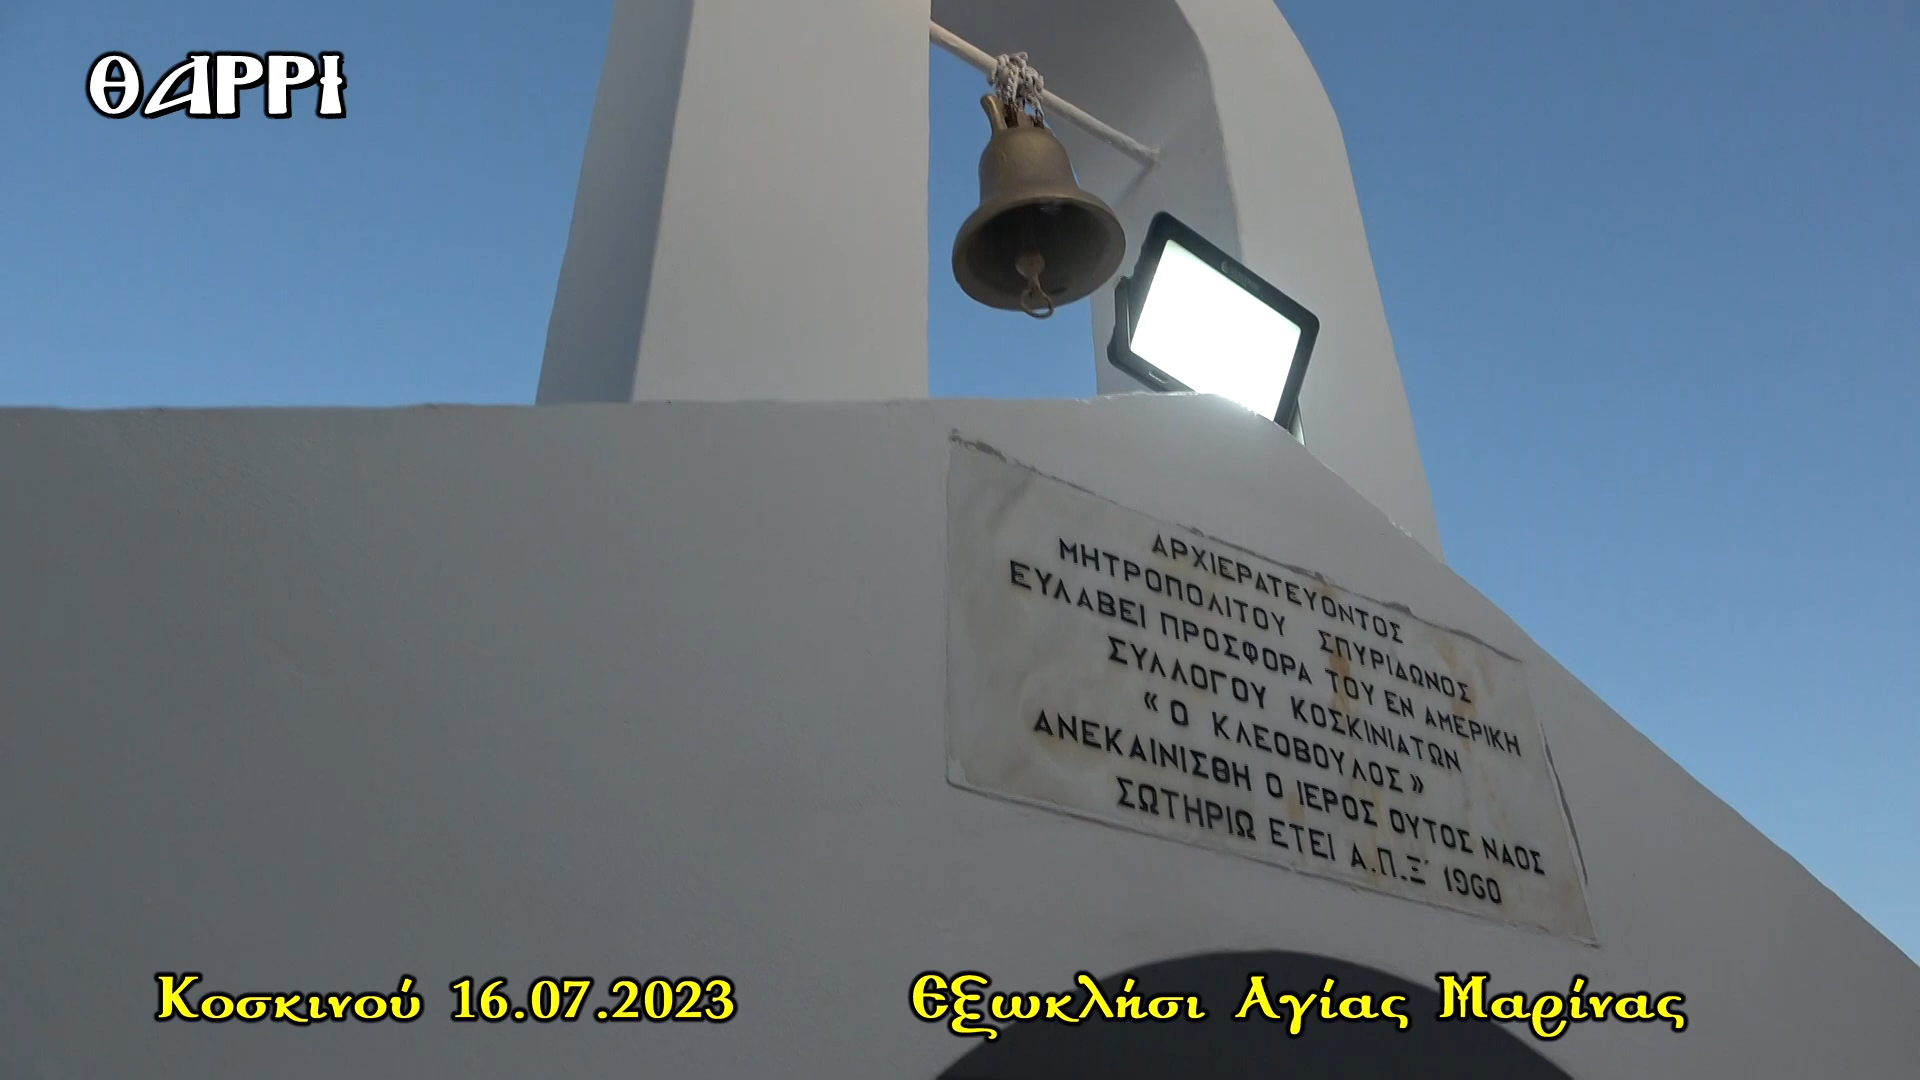 ΘΑΡΡΙ
ΑΡΧΙΕΡΑΤΕΥΟΝΤΟΣ
ΜΗΤΡΟΠΟΛΙΤΟΥ ΣΠΥΡΙΔΩΝΟΣ
ΕΥΛΑΒΕΙ ΠΡΟΣΦΟΡΑ ΤΟΥ ΕΝ ΑΜΕΡΙΚΗ
ΣΥΛΛΟΓΟΥ ΚΟΣΚΙΝΙΑΤΩΝ
« Ο ΚΛΕΟΒΟΥΛΟΣ »
ΑΝΕΚΑΙΝΙΣΘΗ Ο ΙΕΡΟΣ ΟΥΤΟΣ ΝΑΟΣ
ΣΩΤΗΡΙΩ ΕΤΕΙ Α.Π.Ξ΄ 1960
Κοσκινού 16.07.2023 Εξωκλήσι Αγίας Μαρίνας